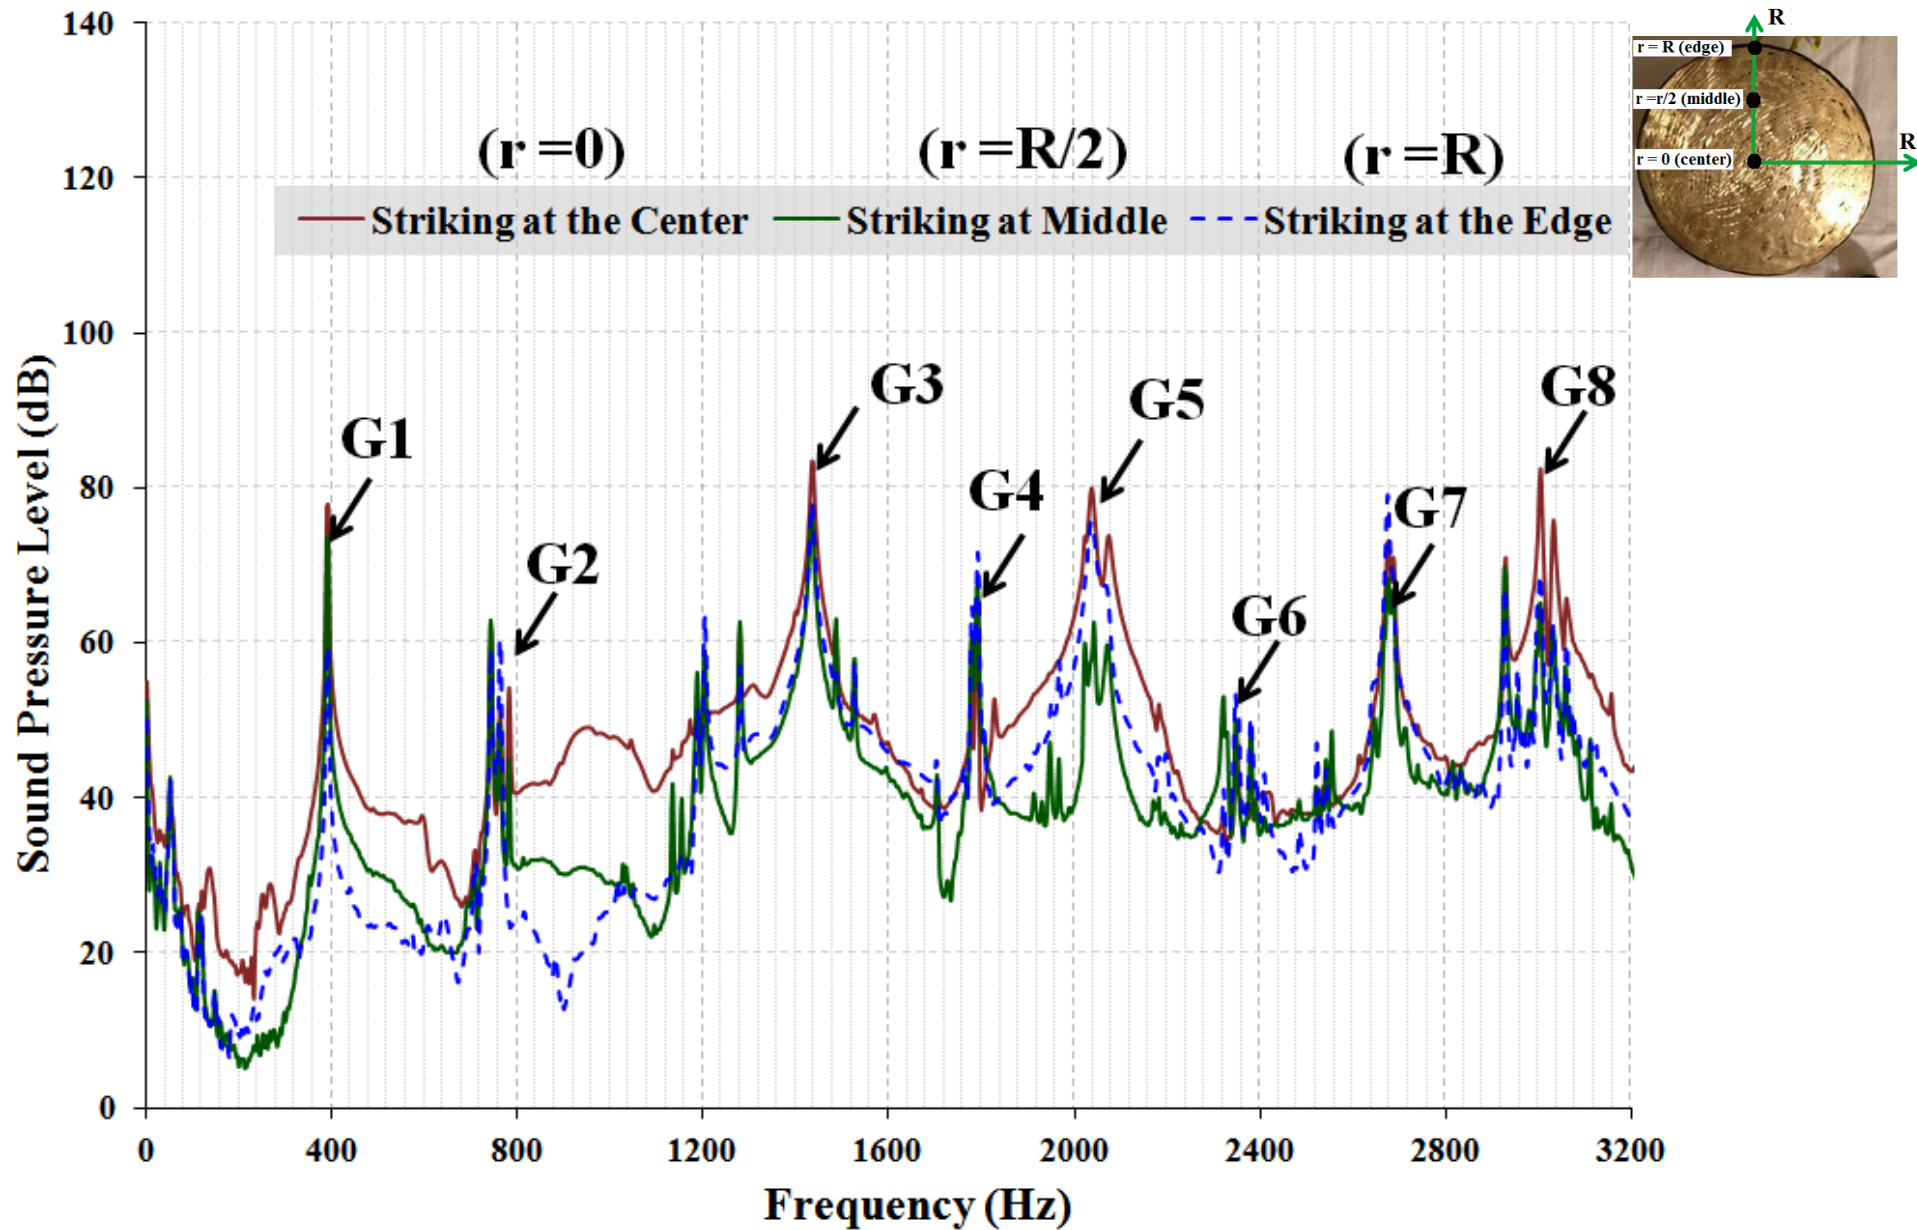 140
120
100
80
60
40
20
0
Sound Pressure Level (dB)
(r =0)
(r =R/2)
(r =R)
Striking at the Center
Striking at Middle
Striking at the Edge
G1
G2
G3
G4
G5
G6
G7
G8
0
400
800
1200
1600
2000
2400
2800
3200
Frequency (Hz)
R
r = R (edge)
r =r/2 (middle)
r = 0 (center)
R